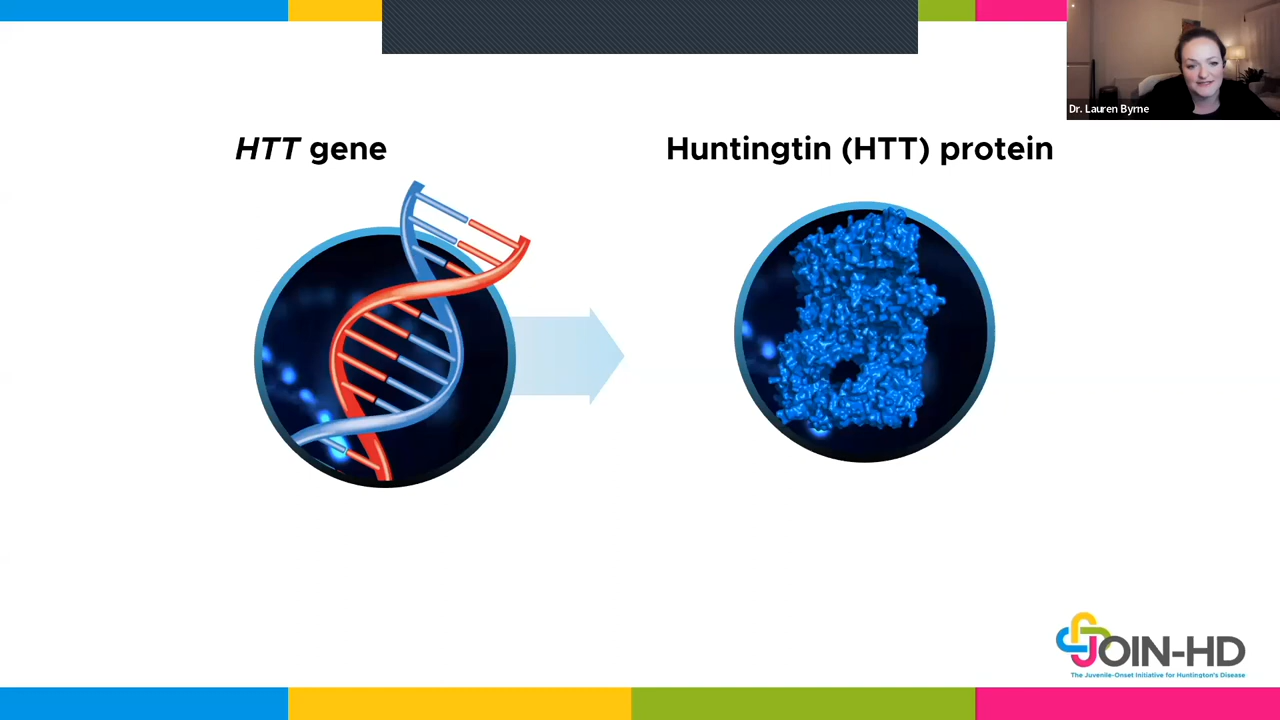 Dr. Lauren Byrne
HTT gene
Huntingtin (HTT) protein
JOIN-HD
The Juvenile-Onset Initiative for Huntington's Disease